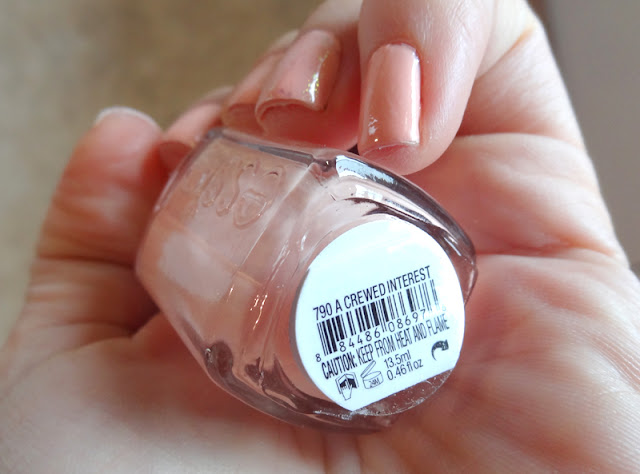 790 A CREWED INTEREST
8 84486 08697
CAUTION: KEEP FROM HEAT AND FLAME
13.5ml
0.46 fl oz